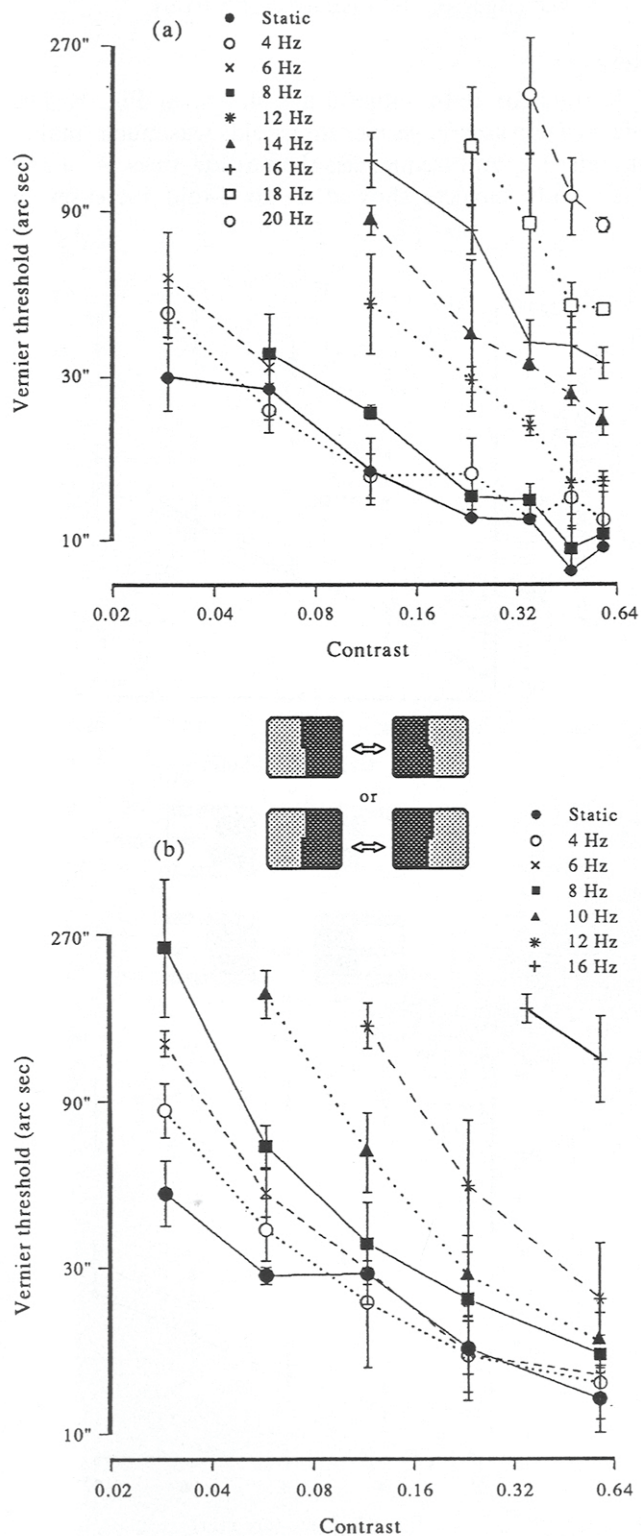 (a)
Static
4 Hz
6 Hz
8 Hz
12 Hz
14 Hz
16 Hz
18 Hz
20 Hz
270"
90"
30"
10"
Vernier threshold (arc sec)
0.02 0.04 0.08 0.16 0.32 0.64
Contrast
or
(b)
Static
4 Hz
6 Hz
8 Hz
10 Hz
12 Hz
16 Hz
270"
90"
30"
10"
Vernier threshold (arc sec)
0.02 0.04 0.08 0.16 0.32 0.64
Contrast